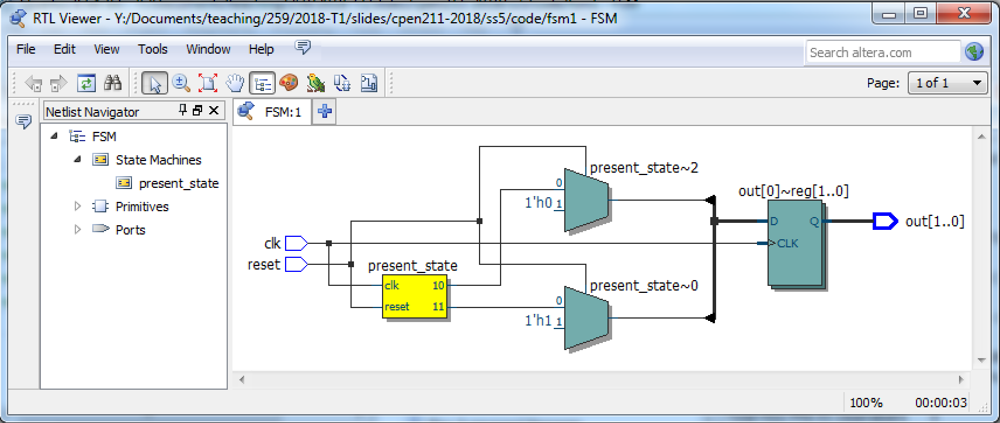 RTL Viewer - Y:/Documents/teaching/259/2018-T1/slides/cpen211-2018/ss5/code/fsm1 - FSM
File Edit View Tools Window Help
Search altera.com
Page: 1 of 1
Netlist Navigator
FSM
State Machines
present_state
Primitives
Ports
FSM:1
present_state~2
0
1'h0 1
out[0]~reg[1..0]
D Q
CLK
out[1..0]
clk
reset
present_state
clk 10
reset 11
present_state~0
0
1'h1 1
100% 00:00:03